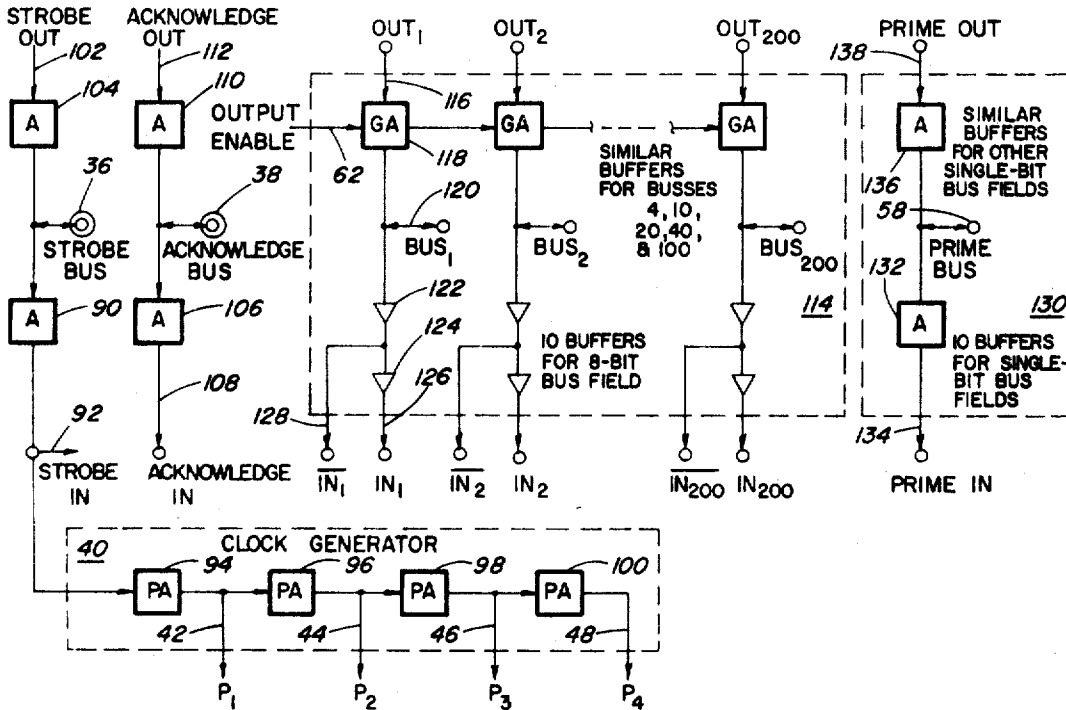 STROBE OUT
102
ACKNOWLEDGE OUT
112
OUT₁
OUT₂
OUT₂₀₀
PRIME OUT
138
104
A
110
A
OUTPUT ENABLE
62
116
GA
118
GA
GA
SIMILAR
BUFFERS
FOR BUSSES
4, 10,
20, 40,
& 100
A
136
SIMILAR
BUFFERS
FOR OTHER
SINGLE-BIT
BUS FIELDS
36
STROBE
BUS
38
ACKNOWLEDGE
BUS
120
BUS₁
BUS₂
BUS₂₀₀
58
PRIME
BUS
90
A
106
A
122
124
126
128
10 BUFFERS
FOR 8-BIT
BUS FIELD
114
132
A
130
10 BUFFERS
FOR SINGLE-
BIT BUS
FIELDS
134
92
STROBE
IN
108
ACKNOWLEDGE
IN
I̅N̅₁
IN₁
I̅N̅₂
IN₂
I̅N̅₂₀₀
IN₂₀₀
PRIME IN
40
CLOCK GENERATOR
94
PA
96
PA
98
PA
100
PA
42
44
46
48
P₁
P₂
P₃
P₄